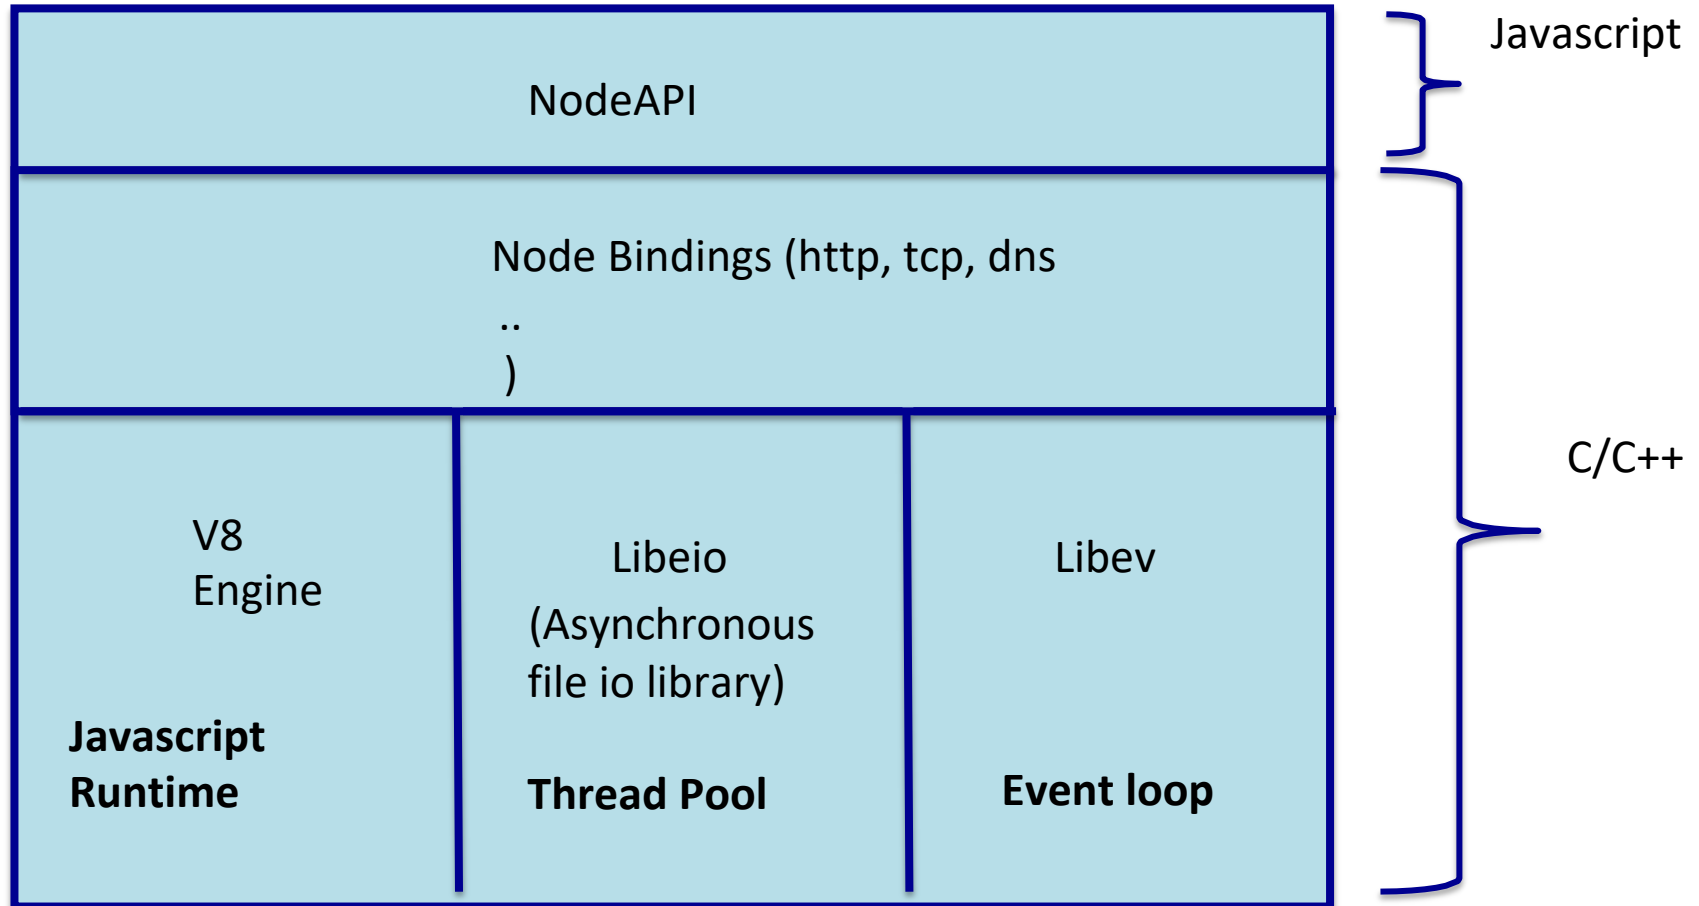 Javascript
NodeAPI
Node Bindings (http, tcp, dns
..
)
C/C++
V8
Engine
Javascript
Runtime
Libeio
(Asynchronous
file io library)
Thread Pool
Libev
Event loop